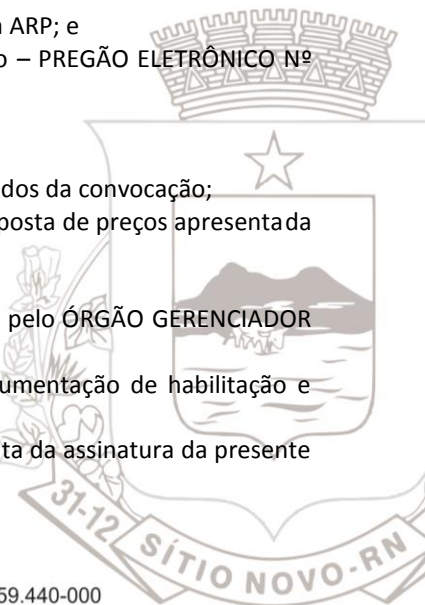 a ARP; e
o – PREGÃO ELETRÔNICO Nº
dos da convocação;
posta de preços apresentada
pelo ÓRGÃO GERENCIADOR
umentação de habilitação e
ta da assinatura da presente
31-12 SÍTIO NOVO-RN
59.440-000